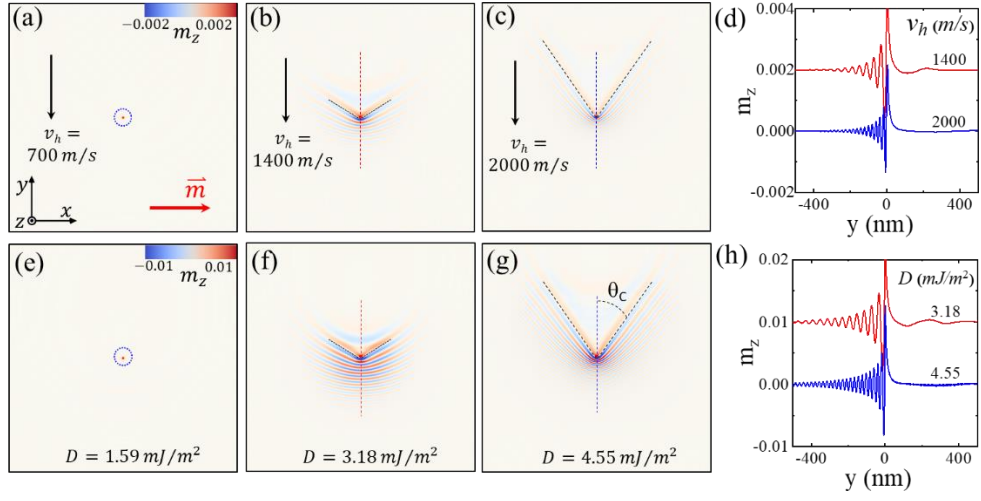 (a)
−0.002 0.002
m_z
v_h =
700 m/s
y
z x
m⃗
(b)
v_h =
1400 m/s
(c)
v_h =
2000 m/s
(d)
0.004
0.002
0.000
-0.002
m_z
v_h (m/s)
1400
2000
-400 0 400
y (nm)
(e)
−0.01 0.01
m_z
D = 1.59 mJ/m²
(f)
D = 3.18 mJ/m²
(g)
θ_C
D = 4.55 mJ/m²
(h)
0.02
0.01
0.00
-0.01
m_z
D (mJ/m²)
3.18
4.55
-400 0 400
y (nm)